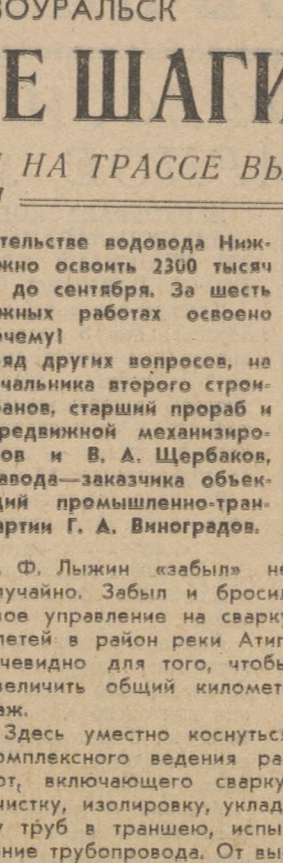 ВОУРАЛЬСК
Е ШАГИ
НА ТРАССЕ ВЫ
тельстве водовода Ниж-
жно освоить 2300 тысяч
до сентября. За шесть
жных работах освоено
очему?
яд других вопросов, на
чальника второго строи-
ранов, старший прораб и
редвижной механизиро-
ов и В. А. Щербаков,
завода—заказчика объек-
ций промышленно-тран-
артии Г. А. Виноградов.
. Ф. Лыжин «забыл» не
лучайно. Забыл и бросил
вое управление на сварку
летей в район реки Атиг,
чевидно для того, чтобы
величить общий километ-
аж.
Здесь уместно коснуться
омплексного ведения ра-
от, включающего сварку,
чистку, изолировку, уклад-
у труб в траншею, испы-
ние трубопровода. От вы-